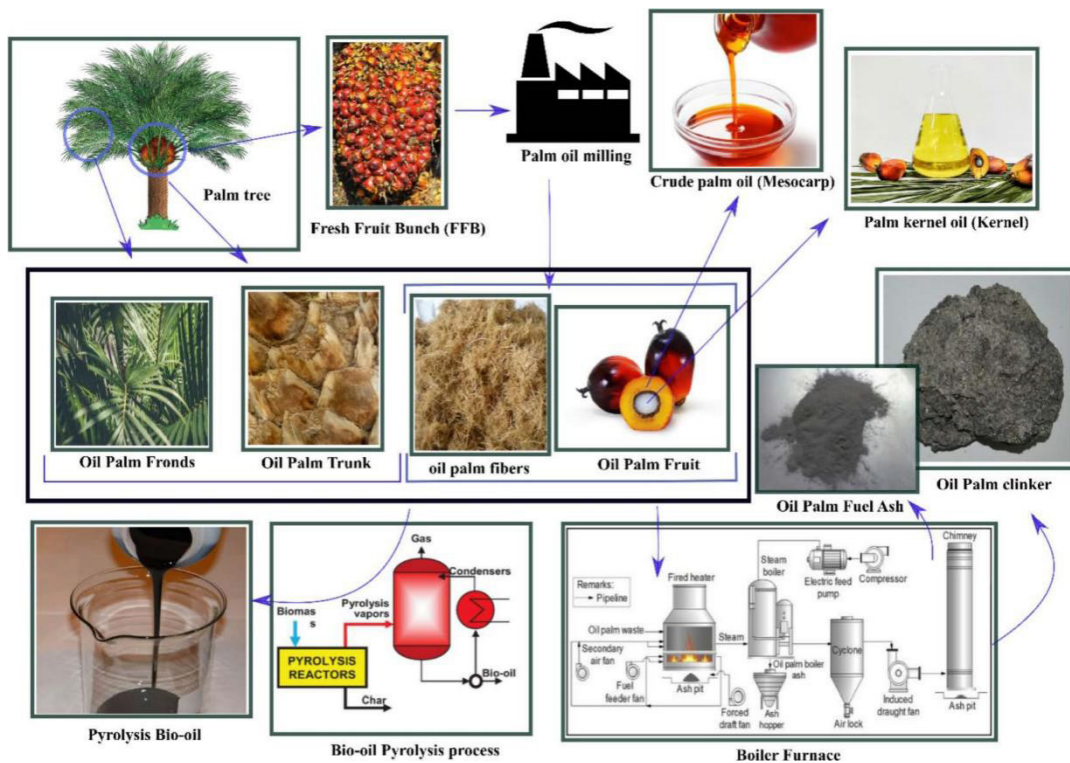 Palm tree
Fresh Fruit Bunch (FFB)
Palm oil milling
Crude palm oil (Mesocarp)
Palm kernel oil (Kernel)
Oil Palm Fronds
Oil Palm Trunk
oil palm fibers
Oil Palm Fruit
Oil Palm Fuel Ash
Oil Palm clinker
Pyrolysis Bio-oil
Gas
Condensers
Pyrolysis
vapors
Biomas
s
PYROLYSIS
REACTORS
Char
Bio-oil
Bio-oil Pyrolysis process
Remarks:
Pipeline
Fired heater
Steam
boiler
Electric feed
pump
Compressor
Chimney
Oil palm waste
Secondary
air fan
Fuel
feeder fan
Steam
Ash pit
Forced
draft fan
Oil palm boiler
ash
Ash
hopper
Cyclone
Air lock
Induced
draught fan
Ash pit
Boiler Furnace